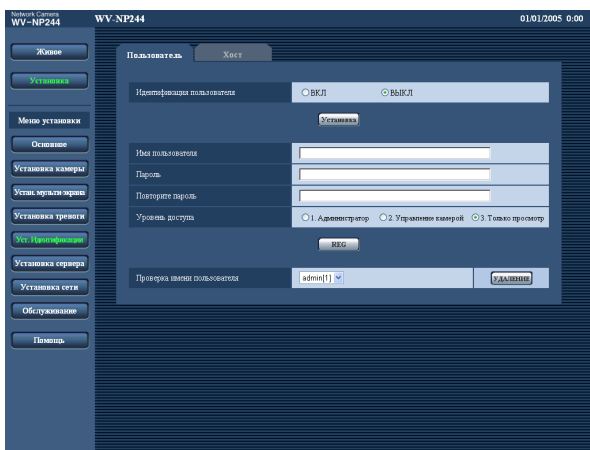 Network Camera
WV-NP244
WV-NP244 01/01/2005 0:00
Живое
Установка
Меню установки
Основное
Установка камеры
Устан. мульти-экрана
Установка тревоги
Уст. Идентификации
Установка сервера
Установка сети
Обслуживание
Помощь
Пользователь Хост
Идентификация пользователя ВКЛ ВЫКЛ
Установка
Имя пользователя
Пароль
Повторите пароль
Уровень доступа 1. Администратор 2. Управление камерой 3. Только просмотр
REG
Проверка имени пользователя admin[1] УДАЛЕНИЕ